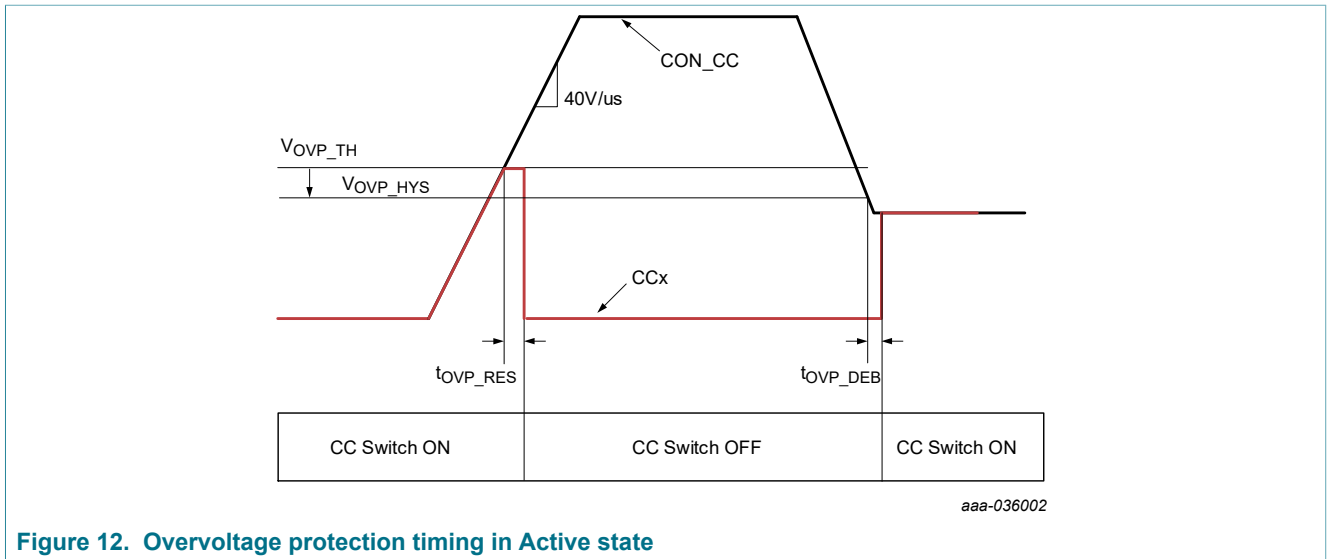 CON_CC
40V/us
VOVP_TH
VOVP_HYS
CCx
tOVP_RES
tOVP_DEB
CC Switch ON
CC Switch OFF
CC Switch ON
aaa-036002
Figure 12. Overvoltage protection timing in Active state